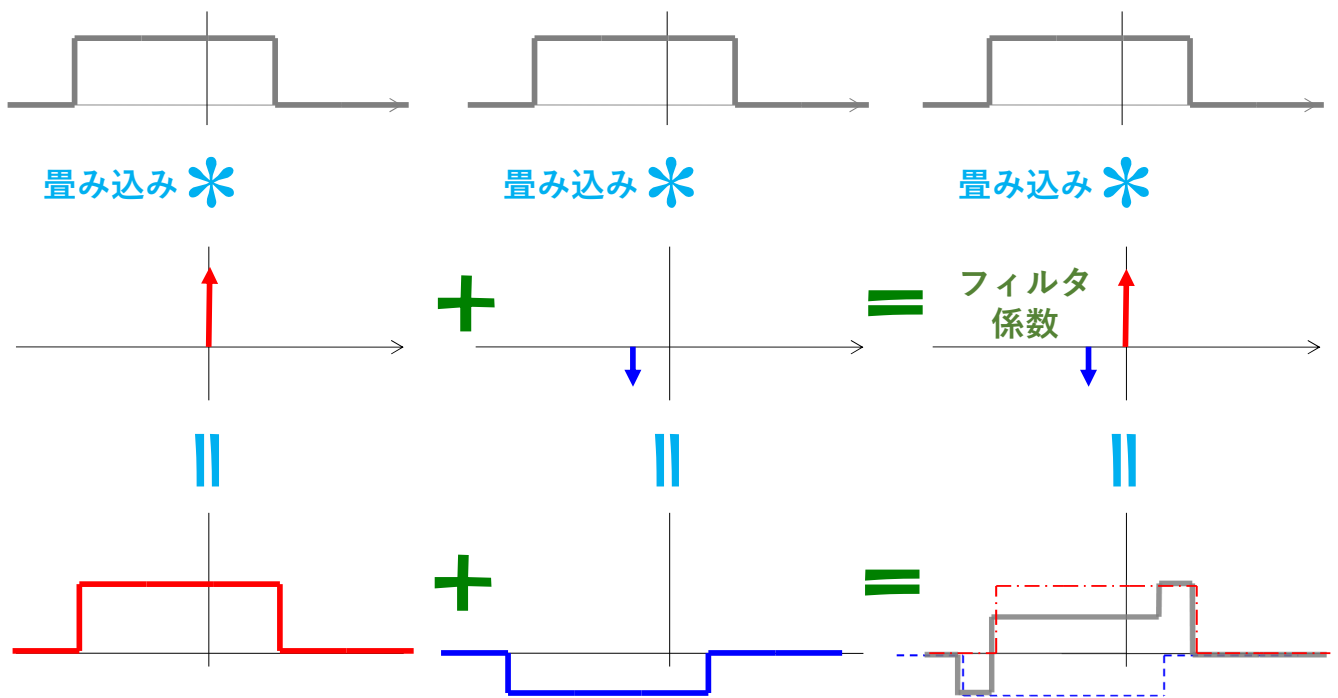 畳み込み *
畳み込み *
畳み込み *
+
=
フィルタ
係数
=
=
=
+
=